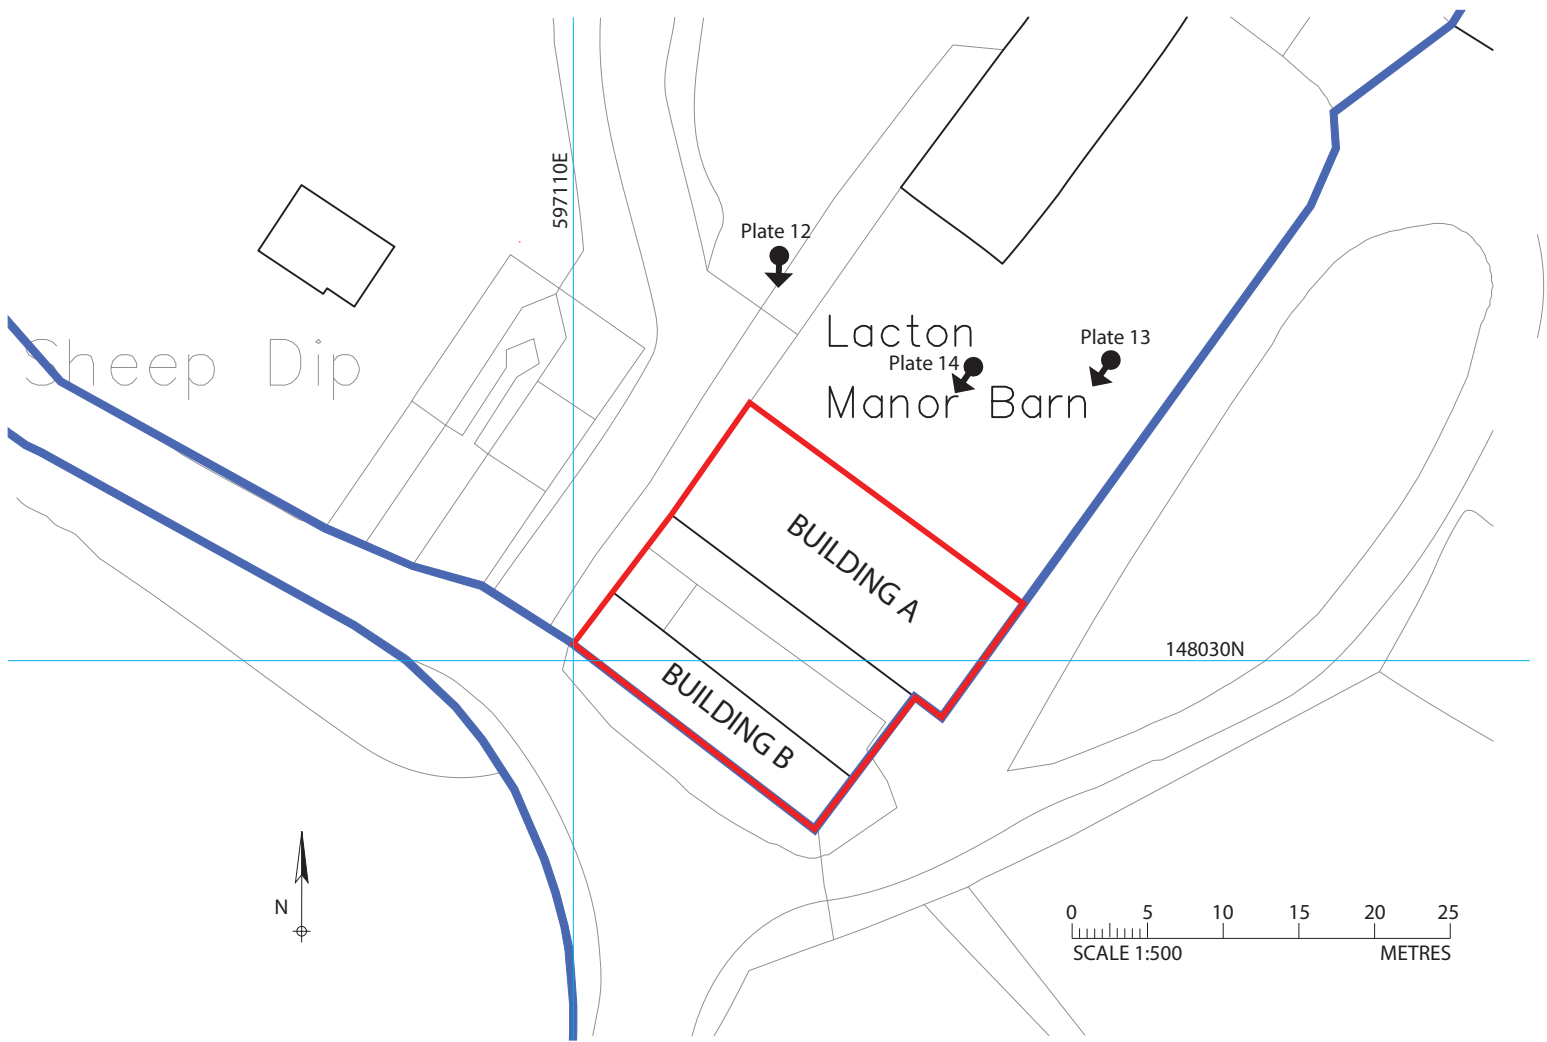 597110E
Plate 12
Sheep Dip
Lacton
Plate 13
Plate 14
Manor Barn
BUILDING A
148030N
BUILDING B
N
0 5 10 15 20 25
SCALE 1:500 METRES